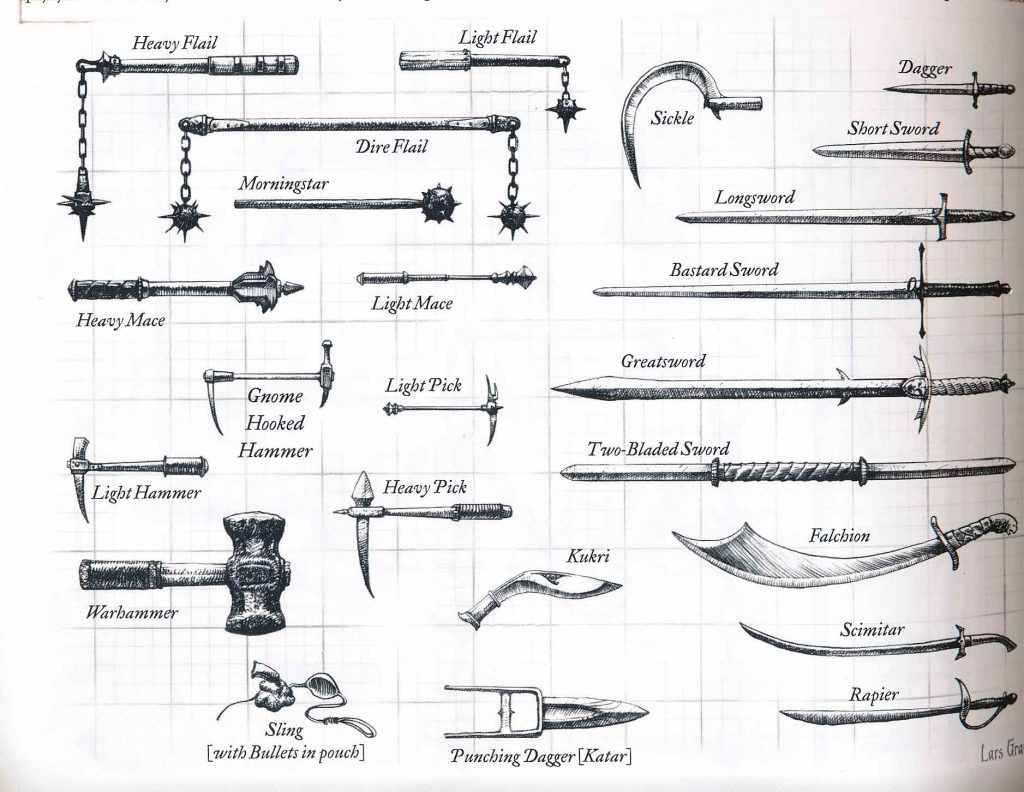 Heavy Flail
Light Flail
Dagger
Sickle
Short Sword
Dire Flail
Morningstar
Longsword
Bastard Sword
Light Mace
Heavy Mace
Greatsword
Light Pick
Gnome
Hooked
Hammer
Two-Bladed Sword
Light Hammer
Heavy Pick
Falchion
Kukri
Warhammer
Scimitar
Rapier
Sling
[with Bullets in pouch]
Punching Dagger [Katar]
Lars Gra